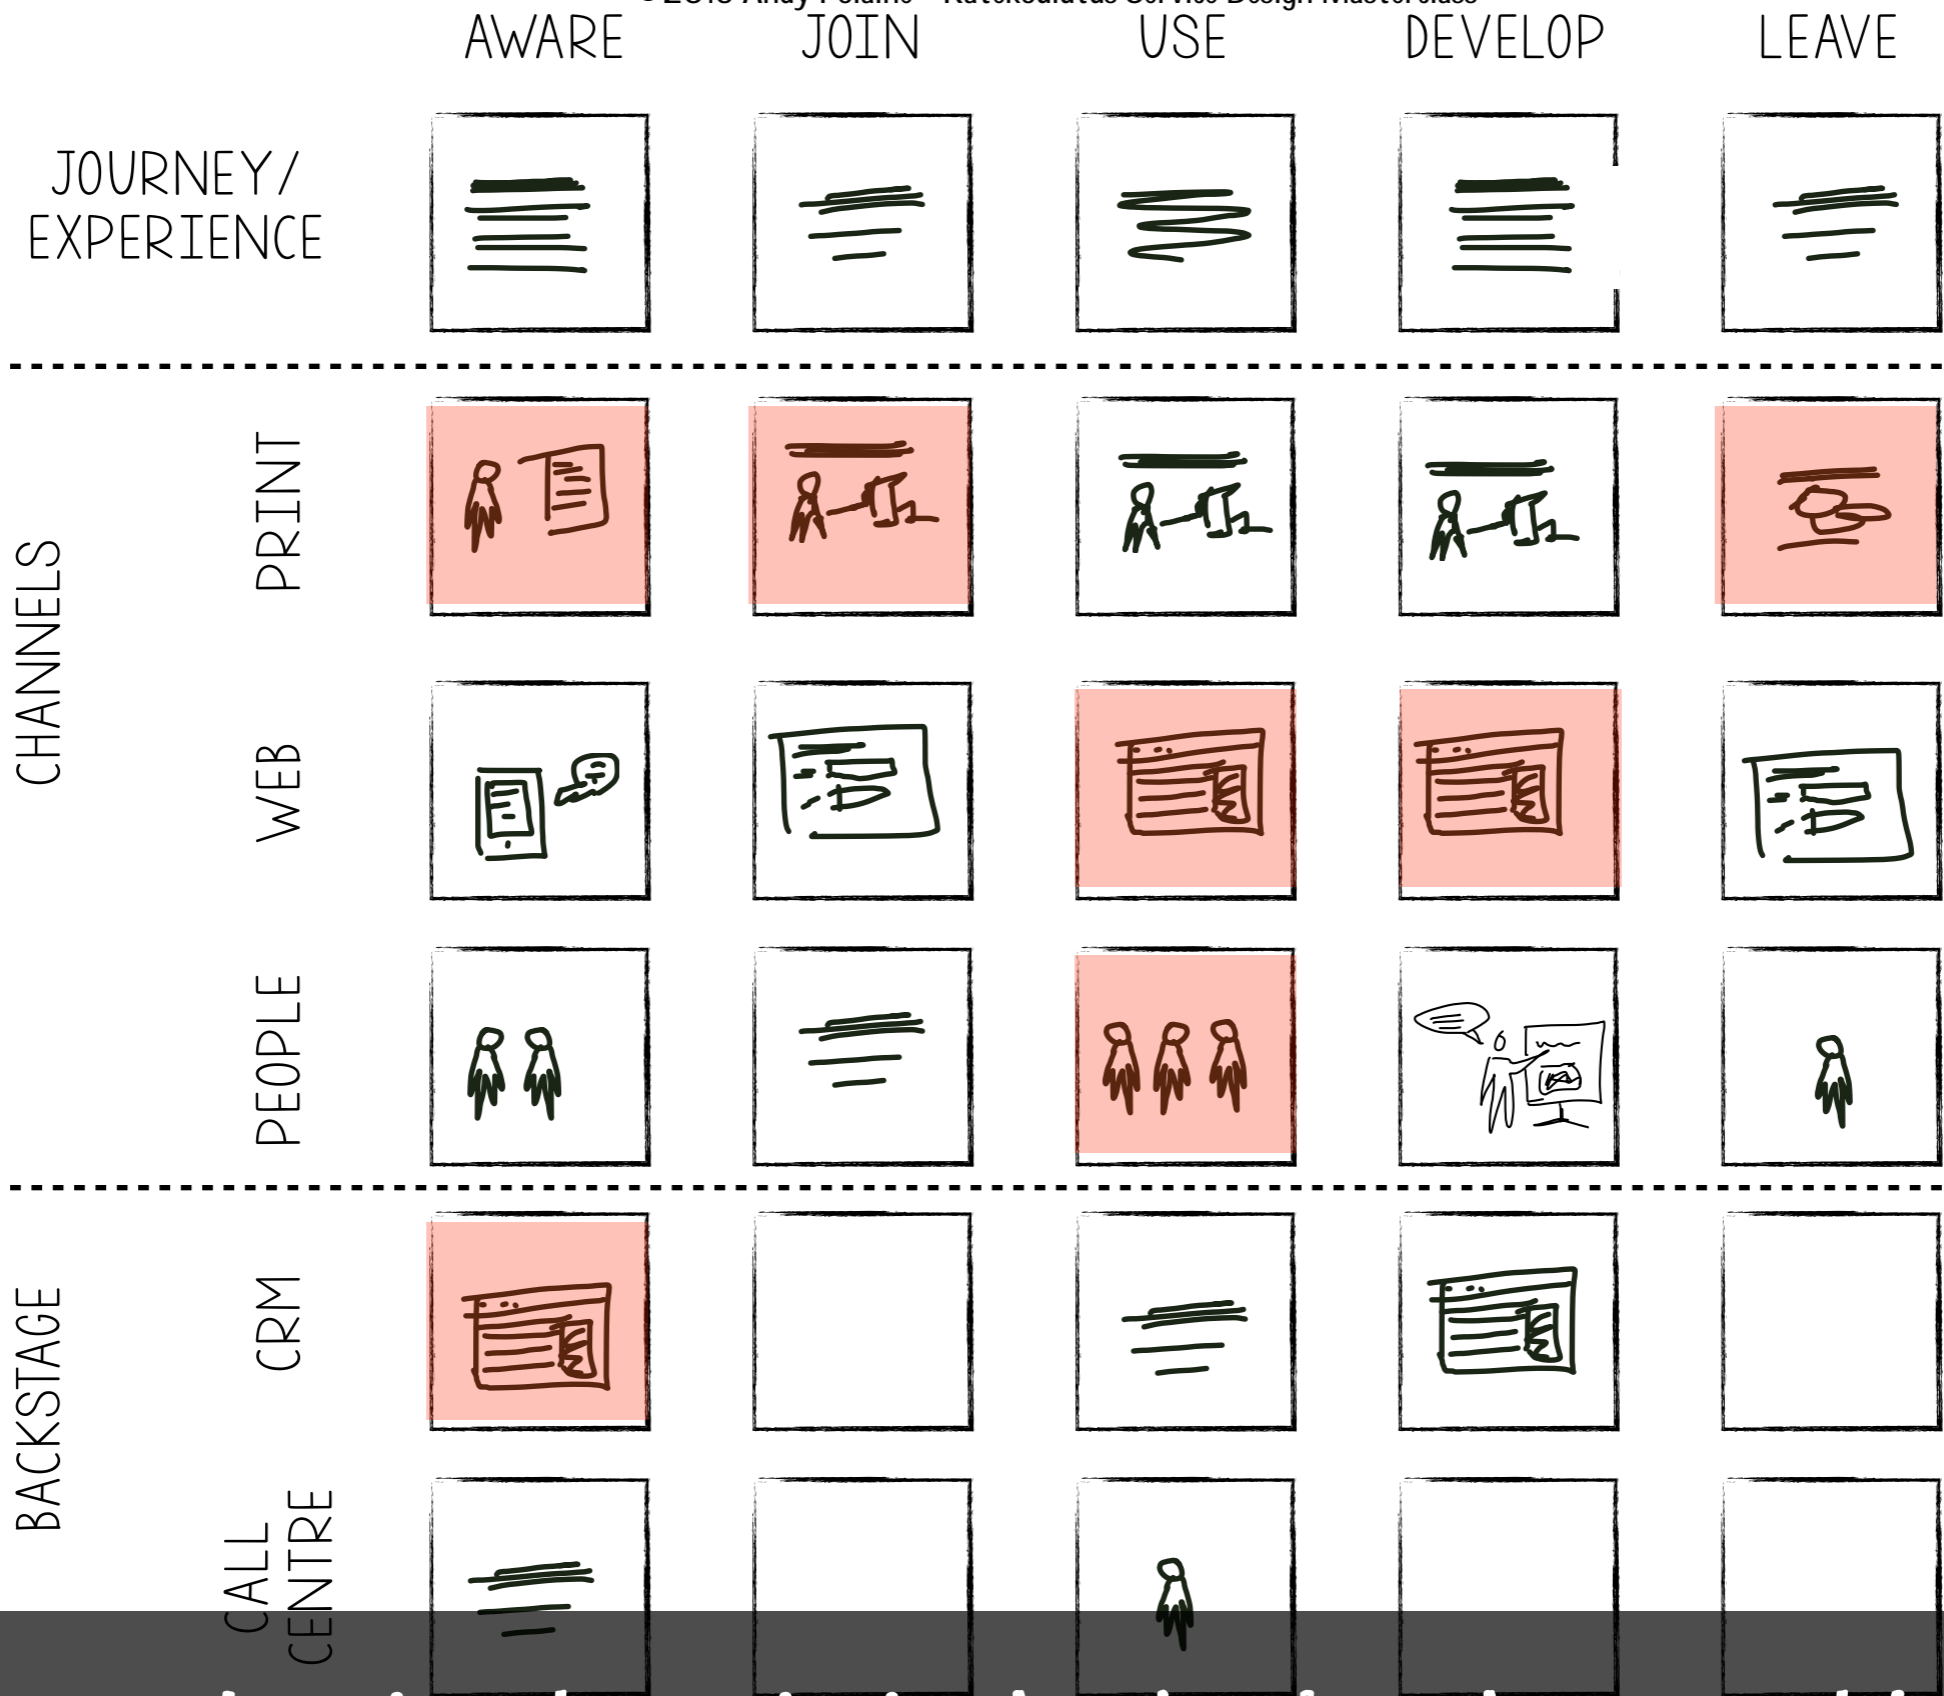 AWARE JOIN USE DEVELOP LEAVE
JOURNEY/
EXPERIENCE
CHANNELS
PRINT
WEB
PEOPLE
BACKSTAGE
CRM
CALL
CENTRE